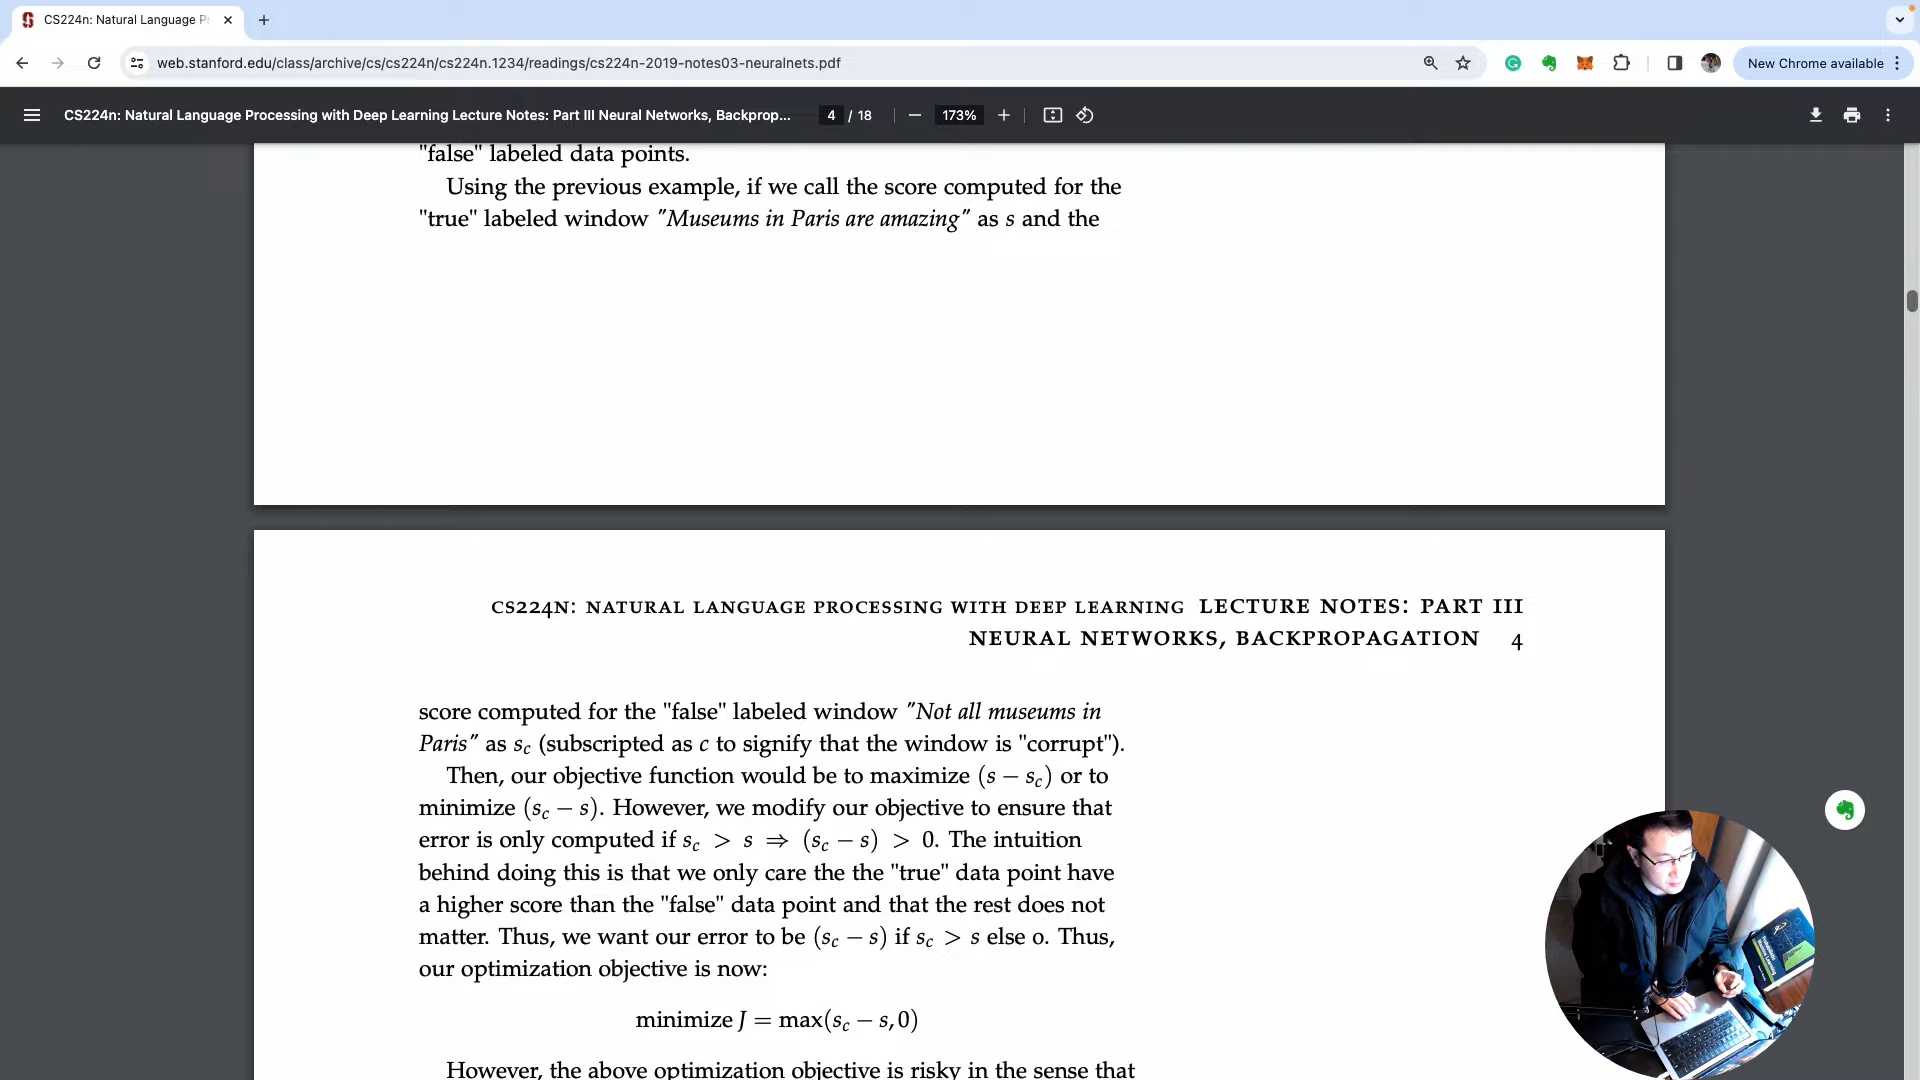 CS224n: Natural Language Pr
web.stanford.edu/class/archive/cs/cs224n/cs224n.1234/readings/cs224n-2019-notes03-neuralnets.pdf
New Chrome available
CS224n: Natural Language Processing with Deep Learning Lecture Notes: Part III Neural Networks, Backprop...
4 / 18
173%
"false" labeled data points.
Using the previous example, if we call the score computed for the
"true" labeled window "Museums in Paris are amazing" as s and the
CS224N: NATURAL LANGUAGE PROCESSING WITH DEEP LEARNING LECTURE NOTES: PART III
NEURAL NETWORKS, BACKPROPAGATION 4
score computed for the "false" labeled window "Not all museums in
Paris" as s_c (subscripted as c to signify that the window is "corrupt").
Then, our objective function would be to maximize (s − s_c) or to
minimize (s_c − s). However, we modify our objective to ensure that
error is only computed if s_c > s ⇒ (s_c − s) > 0. The intuition
behind doing this is that we only care the the "true" data point have
a higher score than the "false" data point and that the rest does not
matter. Thus, we want our error to be (s_c − s) if s_c > s else 0. Thus,
our optimization objective is now:
minimize J = max(s_c − s, 0)
However, the above optimization objective is risky in the sense that